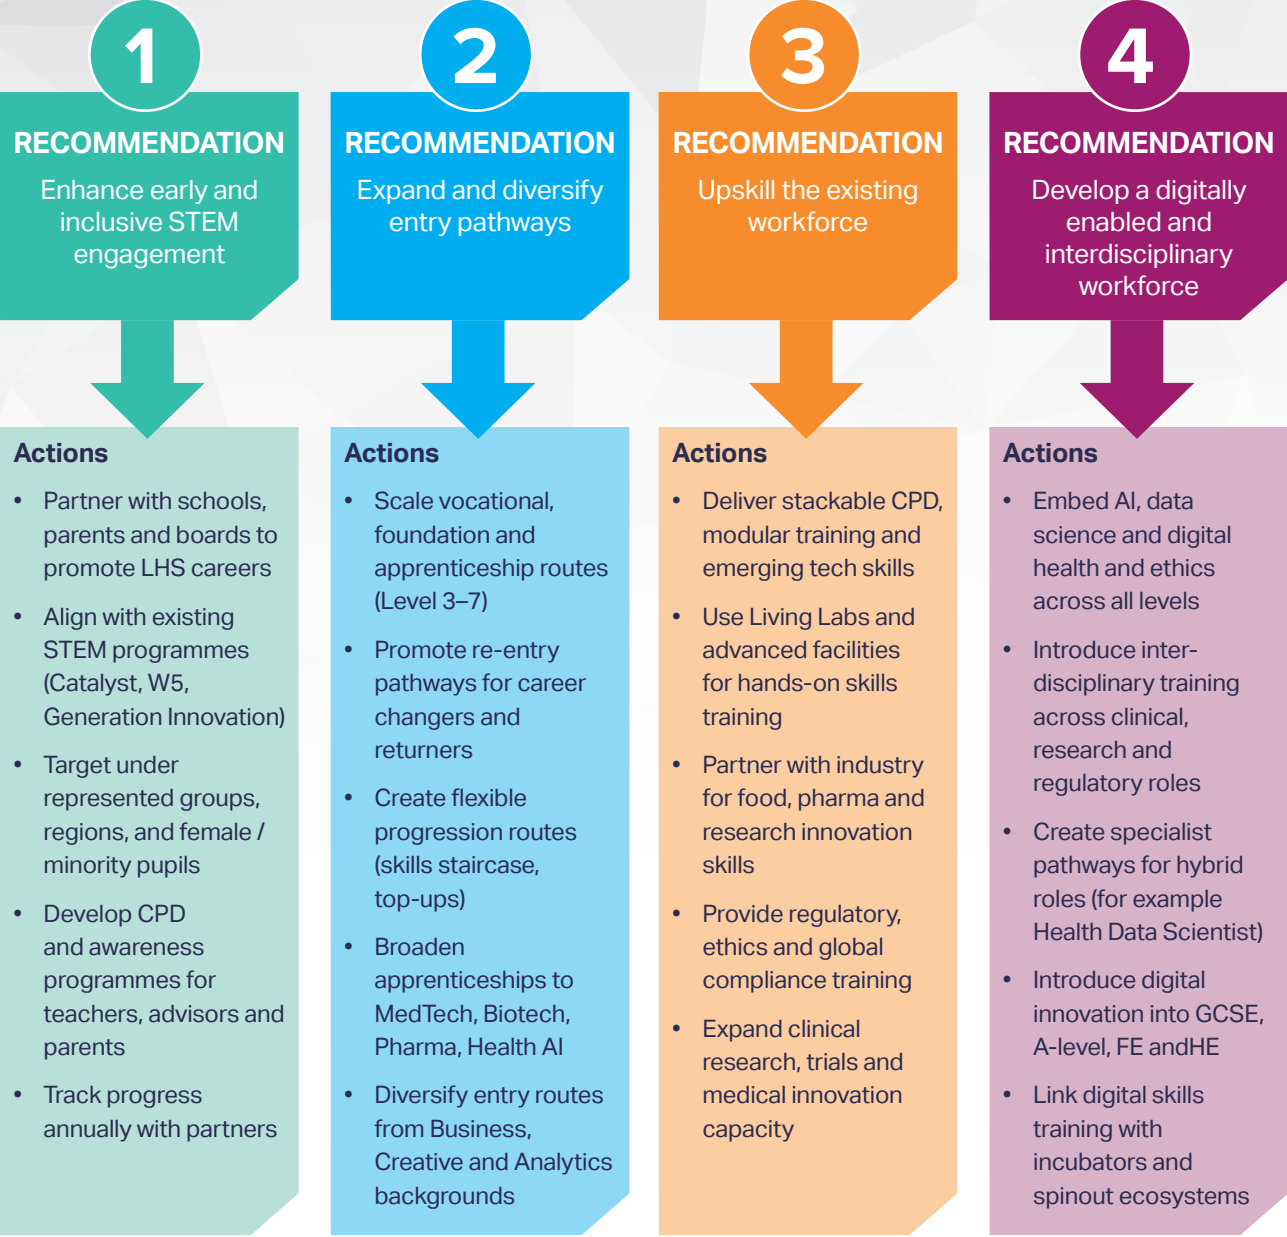 1
RECOMMENDATION
Enhance early and
inclusive STEM
engagement
Actions
• Partner with schools,
parents and boards to
promote LHS careers
• Align with existing
STEM programmes
(Catalyst, W5,
Generation Innovation)
• Target under
represented groups,
regions, and female /
minority pupils
• Develop CPD
and awareness
programmes for
teachers, advisors and
parents
• Track progress
annually with partners
2
RECOMMENDATION
Expand and diversify
entry pathways
Actions
• Scale vocational,
foundation and
apprenticeship routes
(Level 3–7)
• Promote re-entry
pathways for career
changers and
returners
• Create flexible
progression routes
(skills staircase,
top-ups)
• Broaden
apprenticeships to
MedTech, Biotech,
Pharma, Health AI
• Diversify entry routes
from Business,
Creative and Analytics
backgrounds
3
RECOMMENDATION
Upskill the existing
workforce
Actions
• Deliver stackable CPD,
modular training and
emerging tech skills
• Use Living Labs and
advanced facilities
for hands-on skills
training
• Partner with industry
for food, pharma and
research innovation
skills
• Provide regulatory,
ethics and global
compliance training
• Expand clinical
research, trials and
medical innovation
capacity
4
RECOMMENDATION
Develop a digitally
enabled and
interdisciplinary
workforce
Actions
• Embed AI, data
science and digital
health and ethics
across all levels
• Introduce inter-
disciplinary training
across clinical,
research and
regulatory roles
• Create specialist
pathways for hybrid
roles (for example
Health Data Scientist)
• Introduce digital
innovation into GCSE,
A-level, FE andHE
• Link digital skills
training with
incubators and
spinout ecosystems